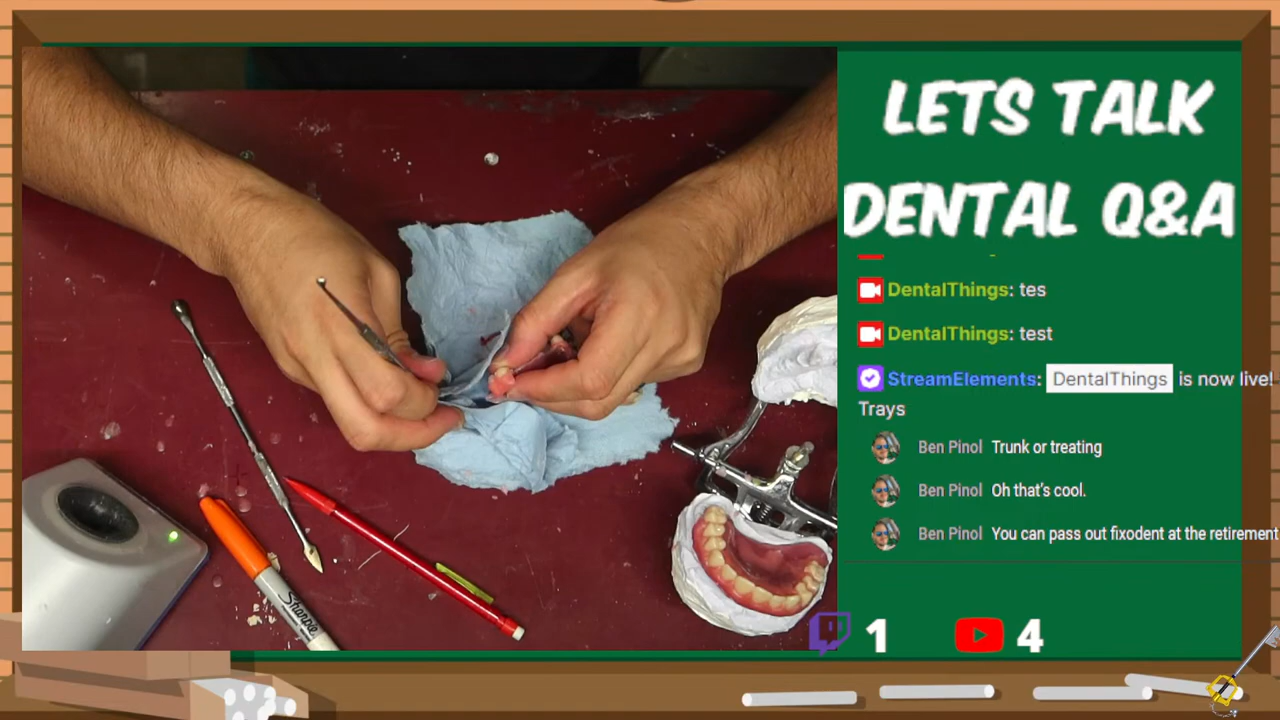 LETS TALK
DENTAL Q&A
DentalThings: tes
DentalThings: test
StreamElements: DentalThings is now live!
Trays
Ben Pinol Trunk or treating
Ben Pinol Oh that's cool.
Ben Pinol You can pass out fixodent at the retirement
Sharpie
1 4